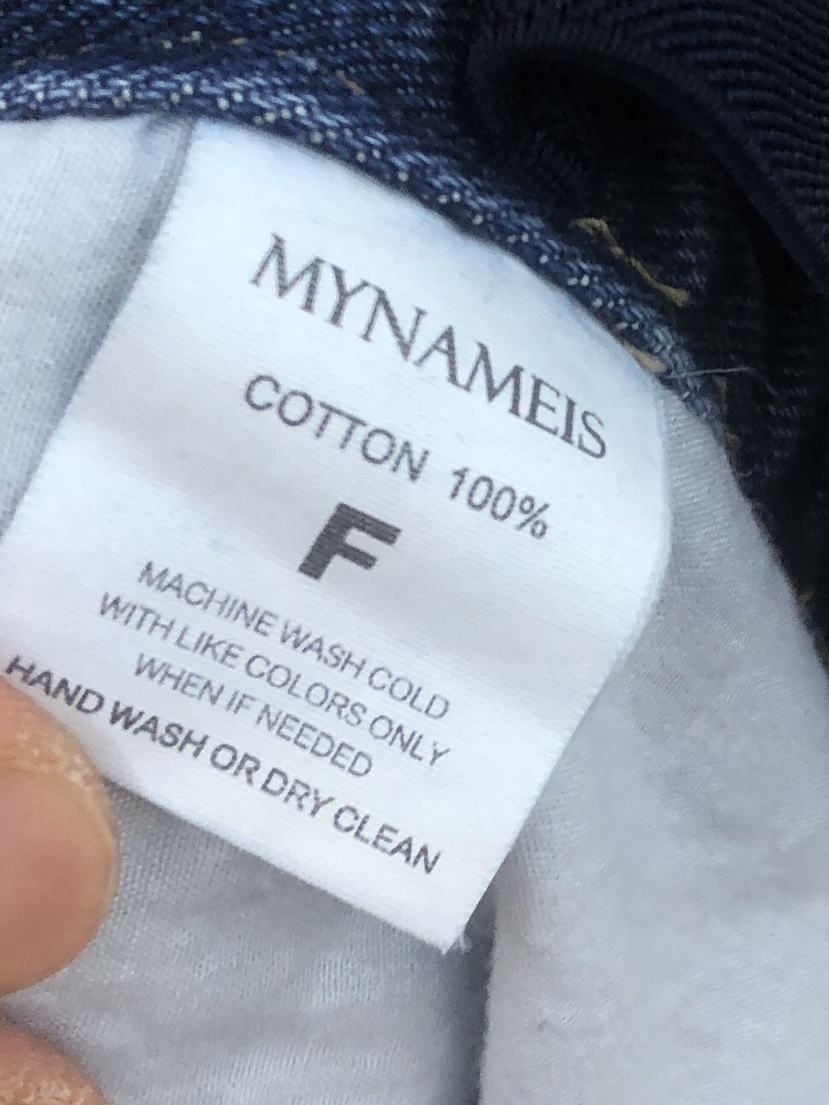 MYNAMEIS
COTTON 100%
F
MACHINE WASH COLD
WITH LIKE COLORS ONLY
WHEN IF NEEDED
HAND WASH OR DRY CLEAN